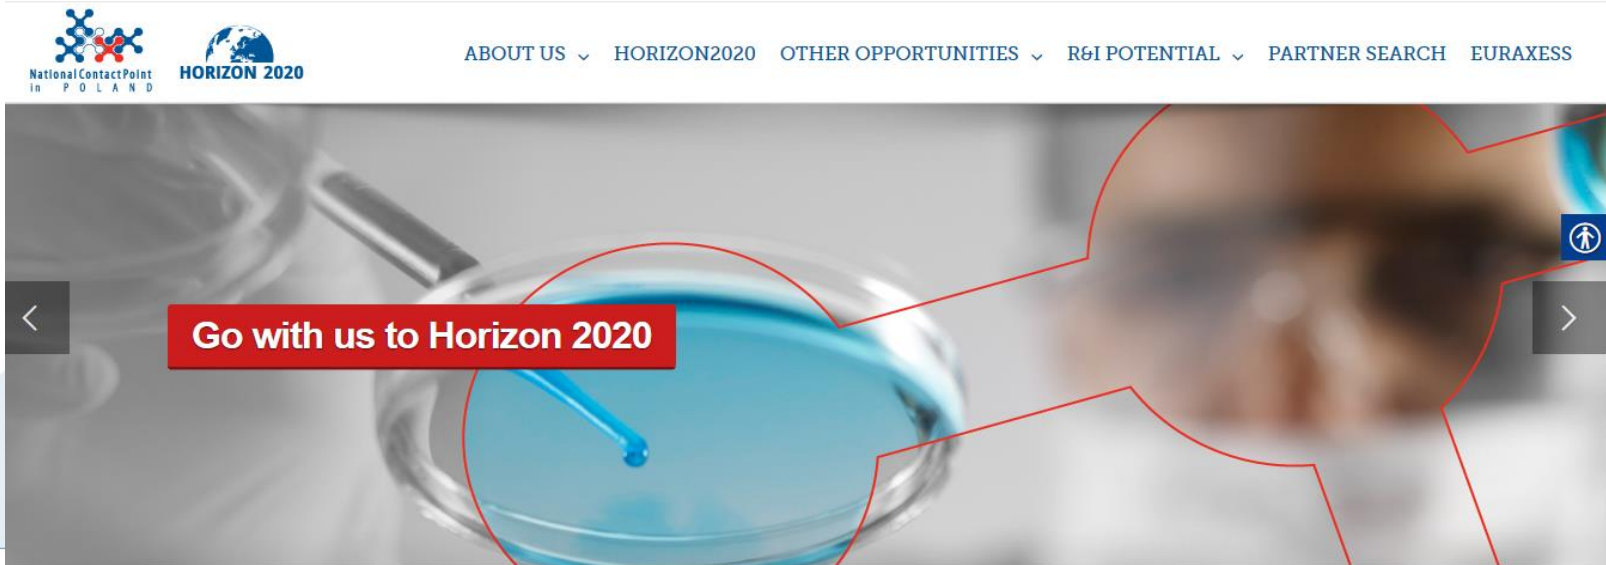 National Contact Point
in POLAND
HORIZON 2020
ABOUT US
HORIZON2020
OTHER OPPORTUNITIES
R&I POTENTIAL
PARTNER SEARCH
EURAXESS
Go with us to Horizon 2020